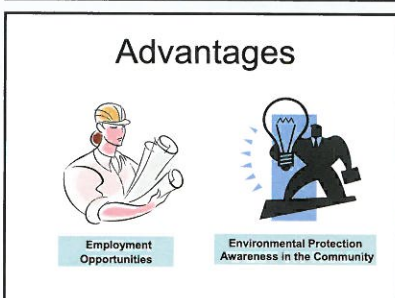 Advantages
Employment
Opportunities
Environmental Protection
Awareness in the Community